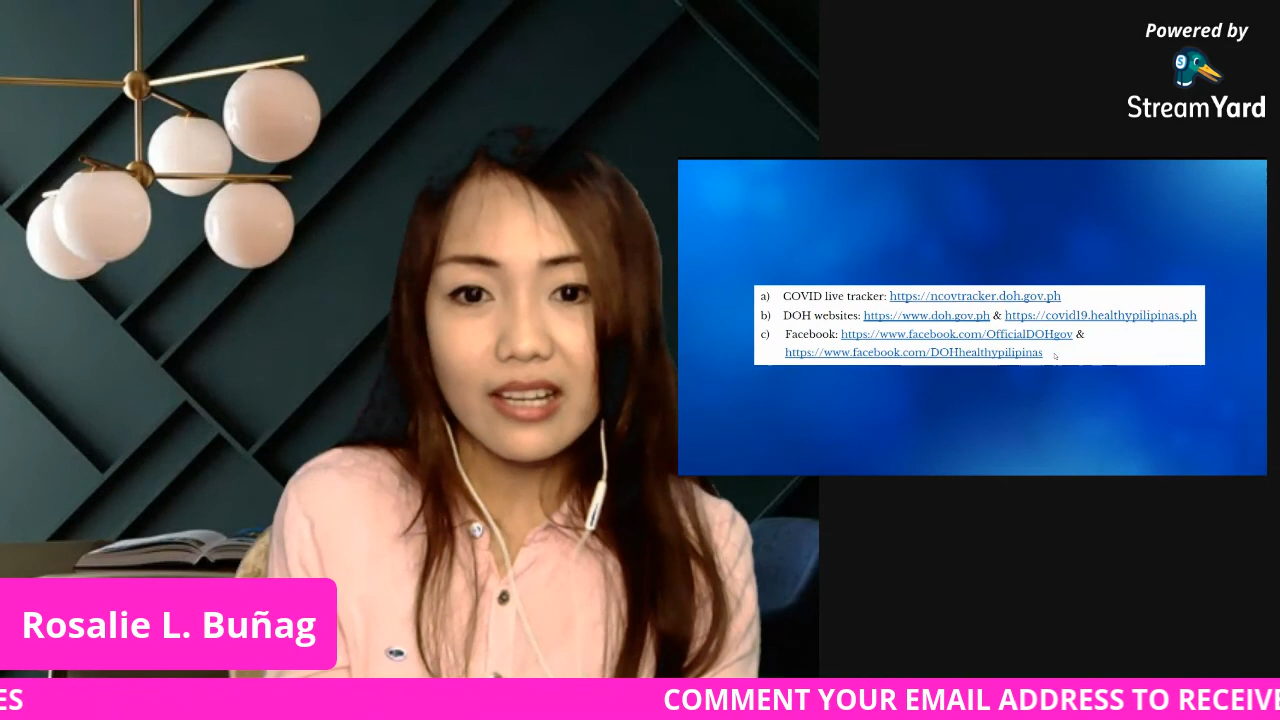 Powered by
StreamYard
a) COVID live tracker: https://ncovtracker.doh.gov.ph
b) DOH websites: https://www.doh.gov.ph & https://covid19.healthypilipinas.ph
c) Facebook: https://www.facebook.com/OfficialDOHgov &
https://www.facebook.com/DOHhealthypilipinas
Rosalie L. Buñag
ES COMMENT YOUR EMAIL ADDRESS TO RECEIVE